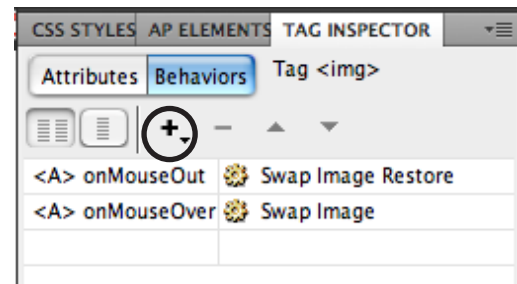 CSS STYLES AP ELEMENTS TAG INSPECTOR
Attributes Behaviors Tag <img>
<A> onMouseOut Swap Image Restore
<A> onMouseOver Swap Image